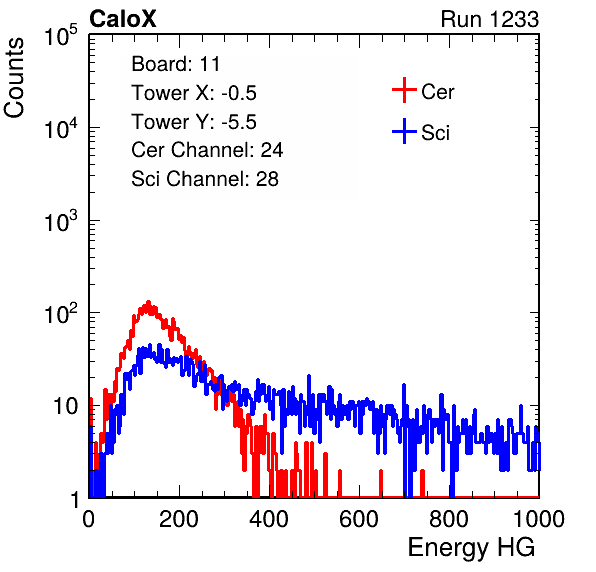 CaloX Run 1233
Counts
Board: 11
Tower X: -0.5
Tower Y: -5.5
Cer Channel: 24
Sci Channel: 28
Cer
Sci
10^5
10^4
10^3
10^2
10
1
0 200 400 600 800 1000
Energy HG